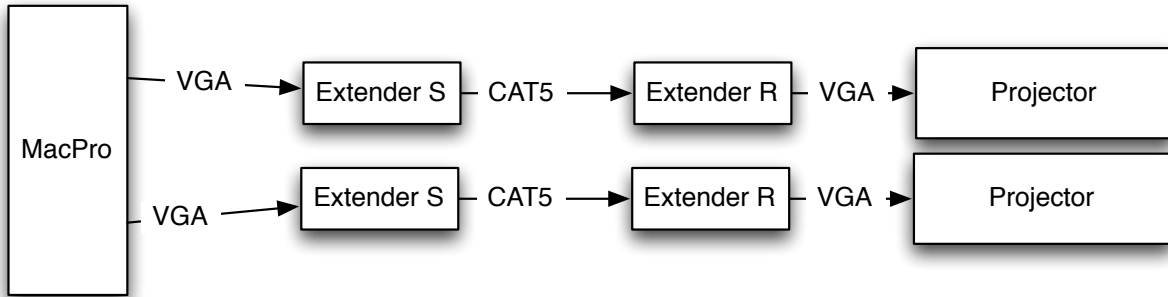 VGA
Extender S
CAT5
Extender R
VGA
Projector
MacPro
VGA
Extender S
CAT5
Extender R
VGA
Projector